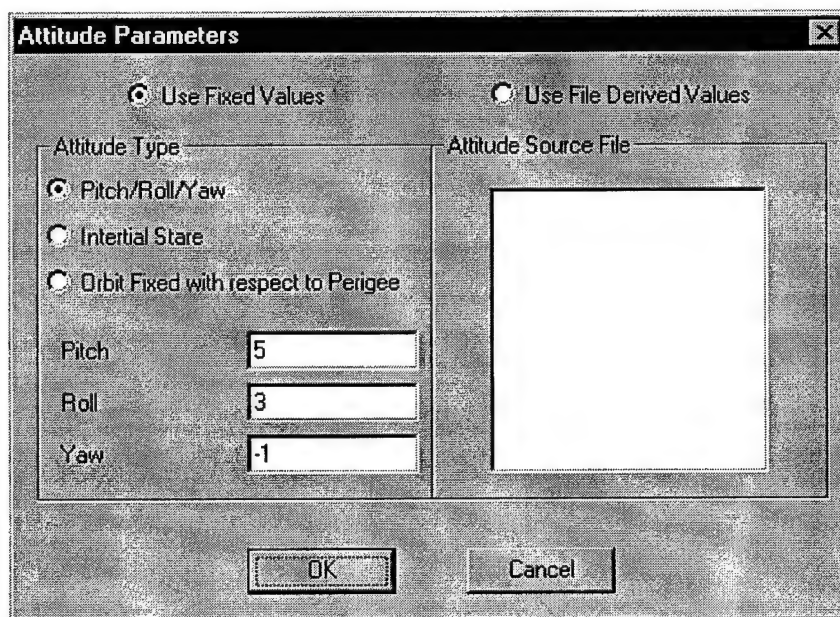 Attitude Parameters
Use Fixed Values
Use File Derived Values
Attitude Type
Attitude Source File
Pitch/Roll/Yaw
Intertial Stare
Orbit Fixed with respect to Perigee
Pitch
5
Roll
3
Yaw
-1
OK
Cancel